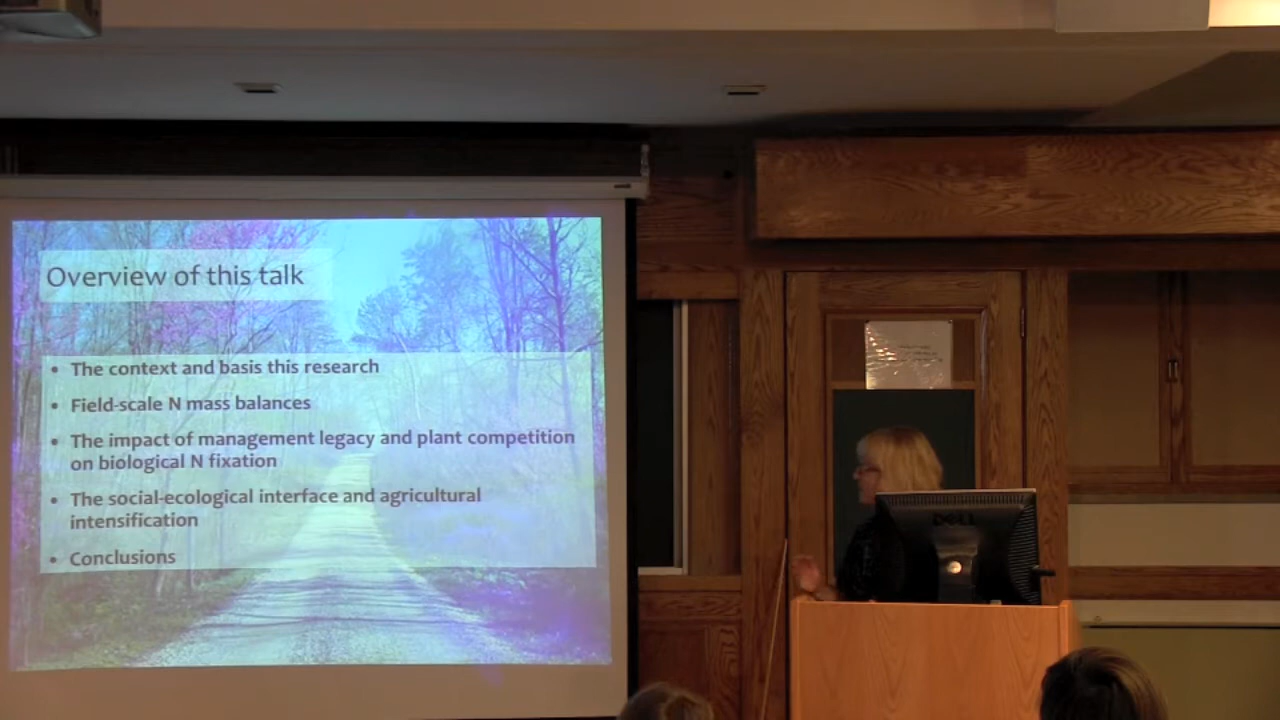 Overview of this talk
• The context and basis this research
• Field-scale N mass balances
• The impact of management legacy and plant competition
on biological N fixation
• The social-ecological interface and agricultural
intensification
• Conclusions
DELL